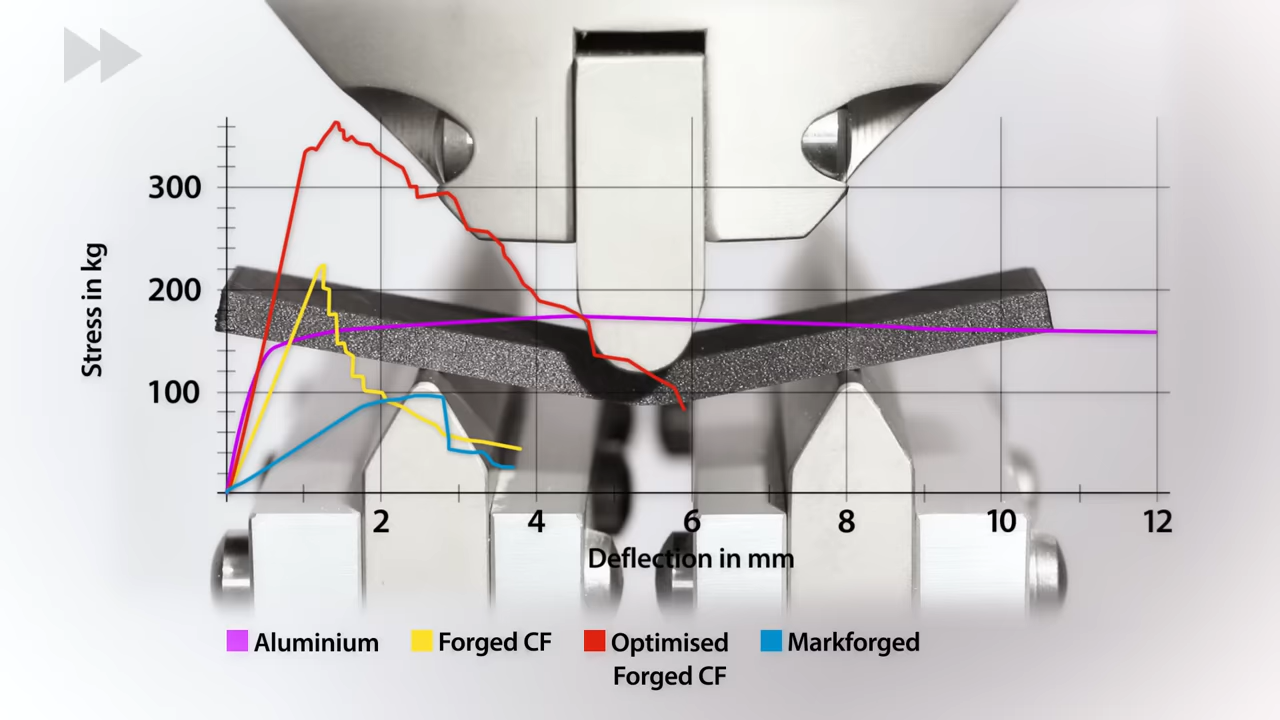 300
200
100
Stress in kg
2 4 6 8 10 12
Deflection in mm
Aluminium Forged CF Optimised Markforged
Forged CF